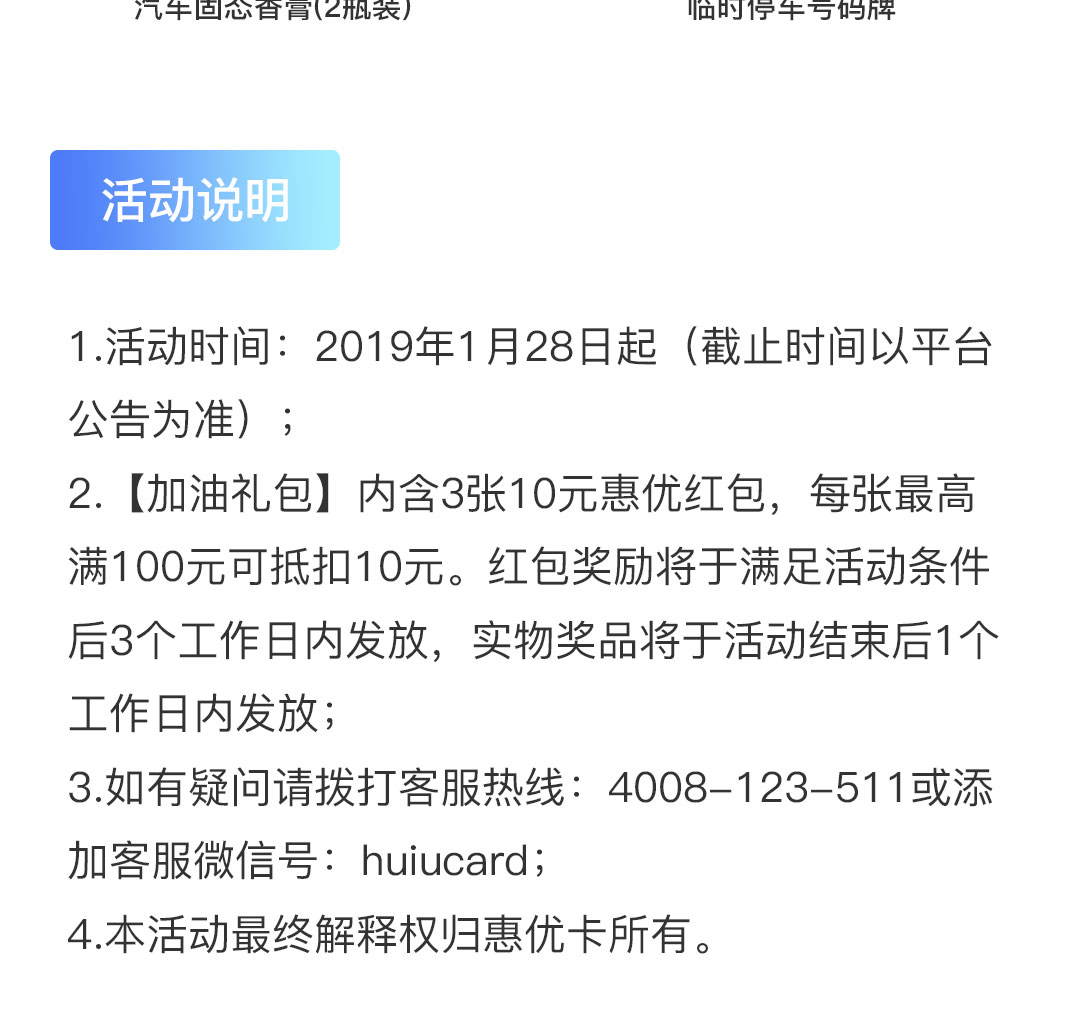 汽车固态香膏(2瓶装)
临时停车号码牌
活动说明
1.活动时间：2019年1月28日起（截止时间以平台
公告为准）；
2.【加油礼包】内含3张10元惠优红包，每张最高
满100元可抵扣10元。红包奖励将于满足活动条件
后3个工作日内发放，实物奖品将于活动结束后1个
工作日内发放；
3.如有疑问请拨打客服热线：4008–123–511或添
加客服微信号：huiucard；
4.本活动最终解释权归惠优卡所有。